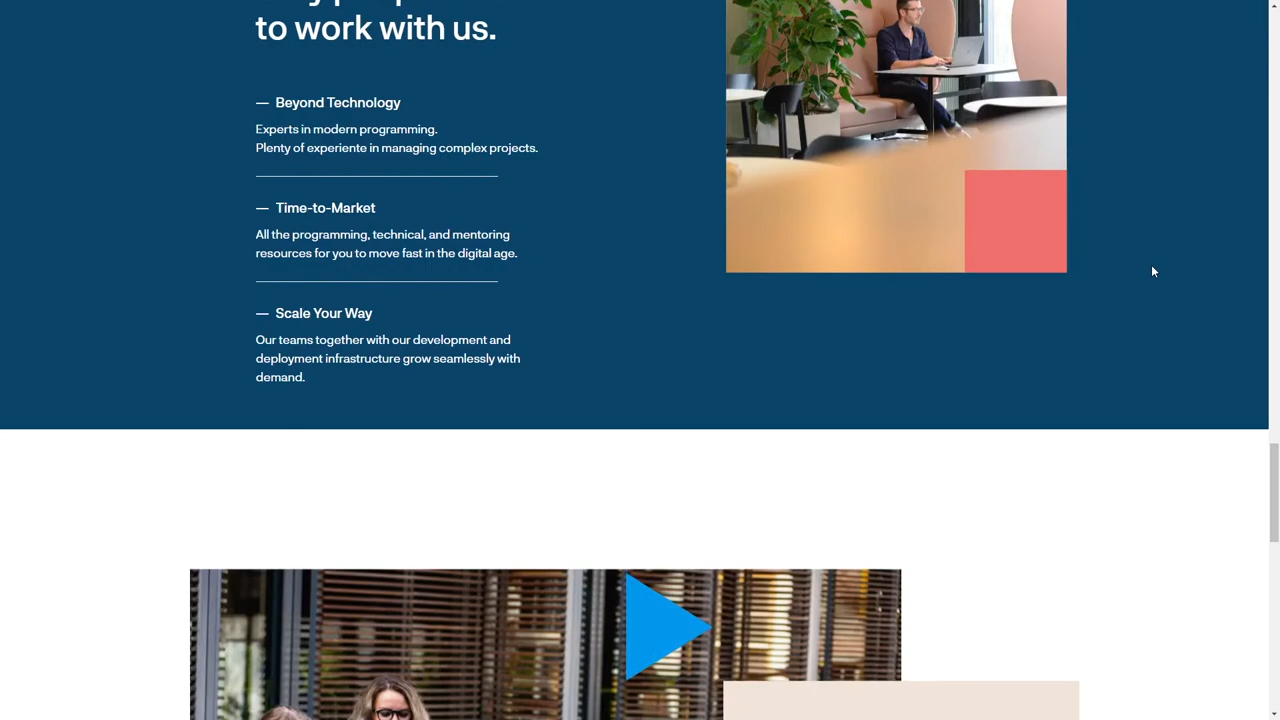 to work with us.
— Beyond Technology
Experts in modern programming.
Plenty of experiente in managing complex projects.
— Time-to-Market
All the programming, technical, and mentoring
resources for you to move fast in the digital age.
— Scale Your Way
Our teams together with our development and
deployment infrastructure grow seamlessly with
demand.